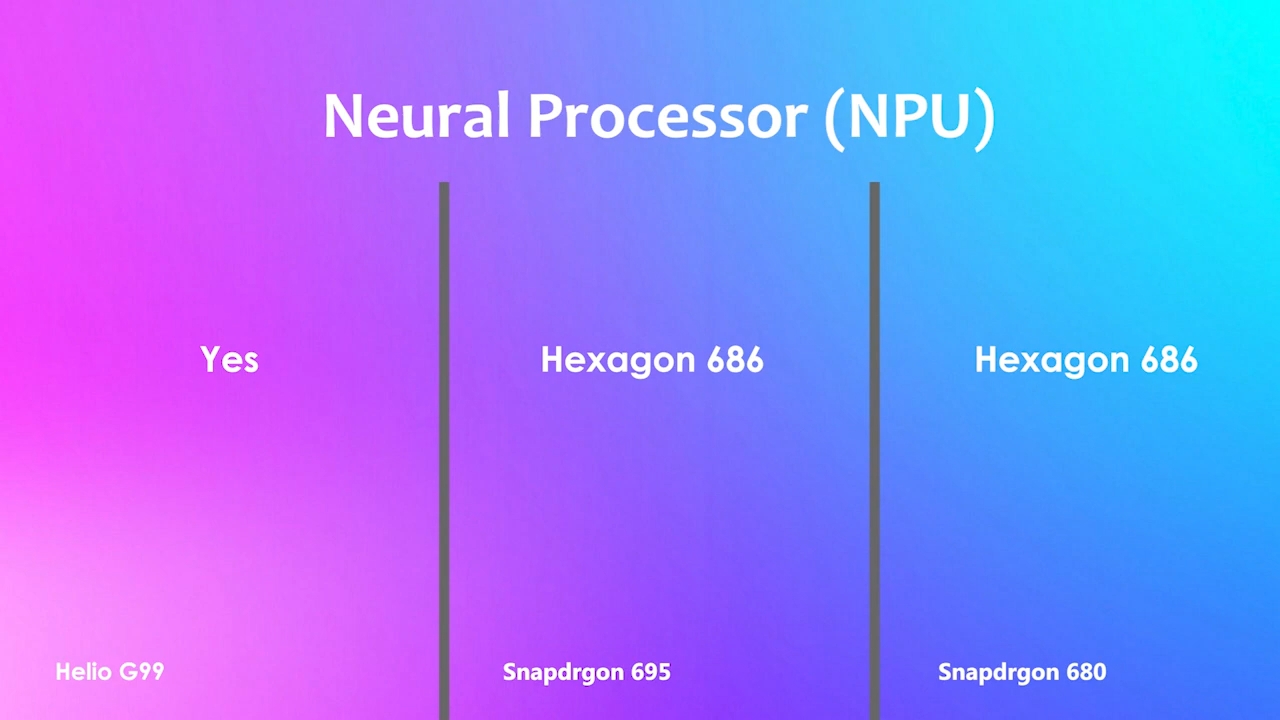 Neural Processor (NPU)
Yes
Hexagon 686
Hexagon 686
Helio G99
Snapdrgon 695
Snapdrgon 680